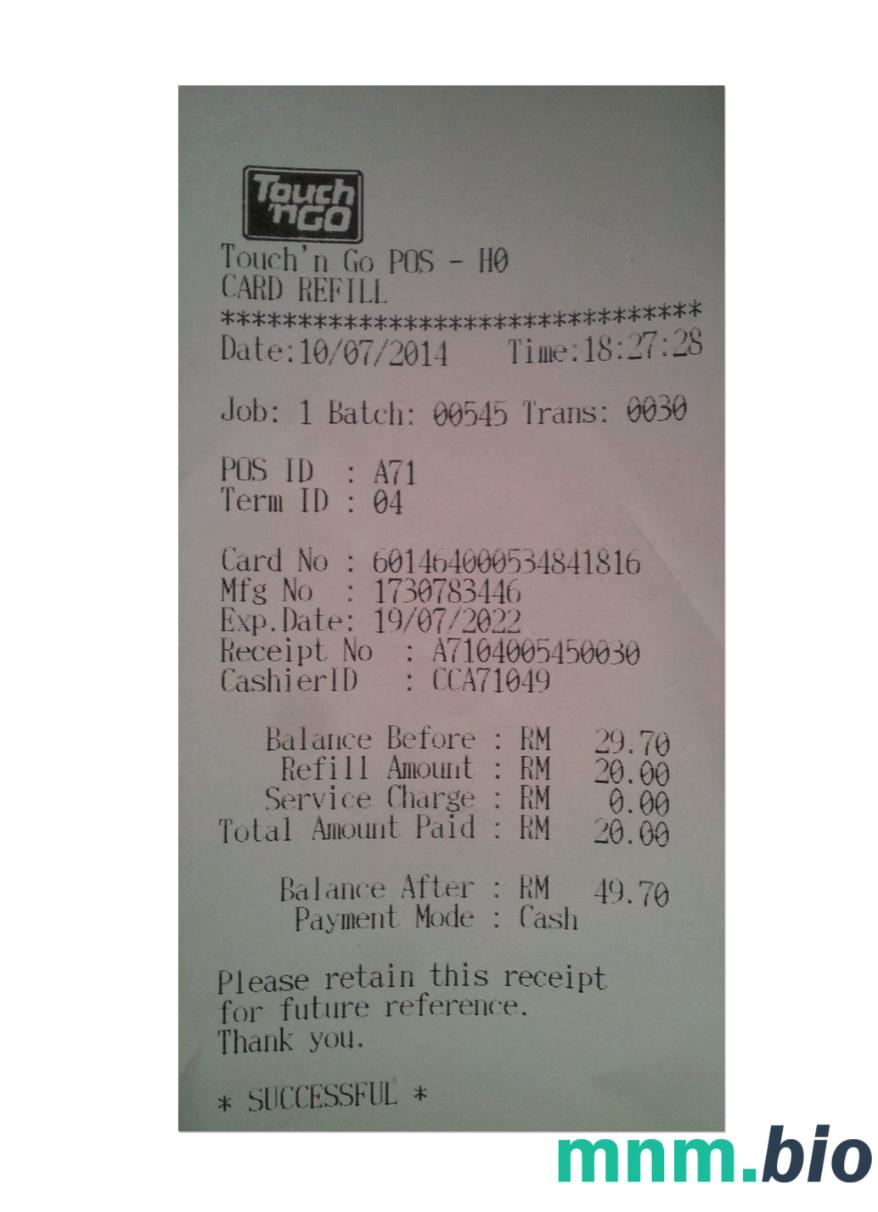 Touch
'nGO
Touch'n Go POS - H0
CARD REFILL
*******************************
Date:10/07/2014 Time:18:27:28
Job: 1 Batch: 00545 Trans: 0030
POS ID : A71
Term ID : 04
Card No : 601464000534841816
Mfg No : 1730783446
Exp.Date: 19/07/2022
Receipt No : A7104005450030
CashierID : CCA71049
Balance Before : RM 29.70
Refill Amount : RM 20.00
Service Charge : RM 0.00
Total Amount Paid : RM 20.00
Balance After : RM 49.70
Payment Mode : Cash
Please retain this receipt
for future reference.
Thank you.
* SUCCESSFUL *
mnm.bio